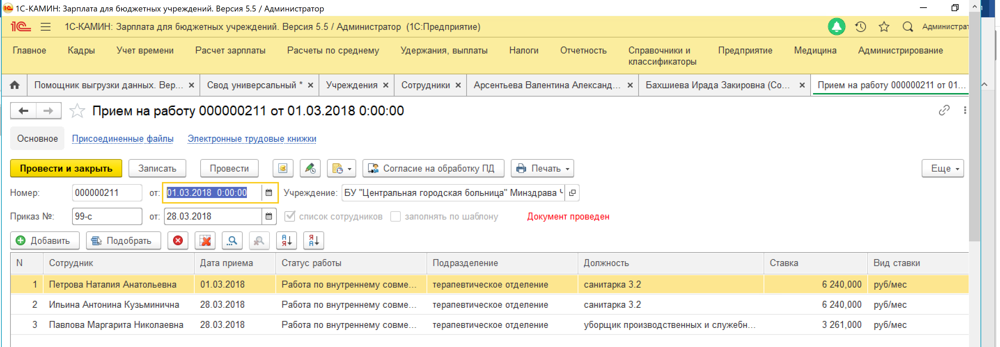 1С-КАМИН: Зарплата для бюджетных учреждений. Версия 5.5 / Администратор
1С-КАМИН: Зарплата для бюджетных учреждений. Версия 5.5 / Администратор (1С:Предприятие) Администрат
Главное Кадры Учет времени Расчет зарплаты Расчеты по среднему Удержания, выплаты Налоги Отчетность Справочники и классификаторы Предприятие Медицина Администрирование
Помощник выгрузки данных. Вер... Свод универсальный * Учреждения Сотрудники Арсентьева Валентина Александ... Бахшиева Ирада Закировна (Со... Прием на работу 000000211 от 01...
Прием на работу 000000211 от 01.03.2018 0:00:00
Основное Присоединенные файлы Электронные трудовые книжки
Провести и закрыть Записать Провести Согласие на обработку ПД Печать Еще
Номер: 000000211 от: 01.03.2018 0:00:00 Учреждение: БУ "Центральная городская больница" Минздрава
Приказ №: 99-с от: 28.03.2018 список сотрудников заполнять по шаблону Документ проведен
Добавить Подобрать
N Сотрудник Дата приема Статус работы Подразделение Должность Ставка Вид ставки
1 Петрова Наталия Анатольевна 01.03.2018 Работа по внутреннему совме... терапевтическое отделение санитарка 3.2 6 240,000 руб/мес
2 Ильина Антонина Кузьминична 28.03.2018 Работа по внутреннему совме... терапевтическое отделение санитарка 3.2 6 240,000 руб/мес
3 Павлова Маргарита Николаевна 28.03.2018 Работа по внутреннему совме... терапевтическое отделение уборщик производственных и служебн... 3 261,000 руб/мес